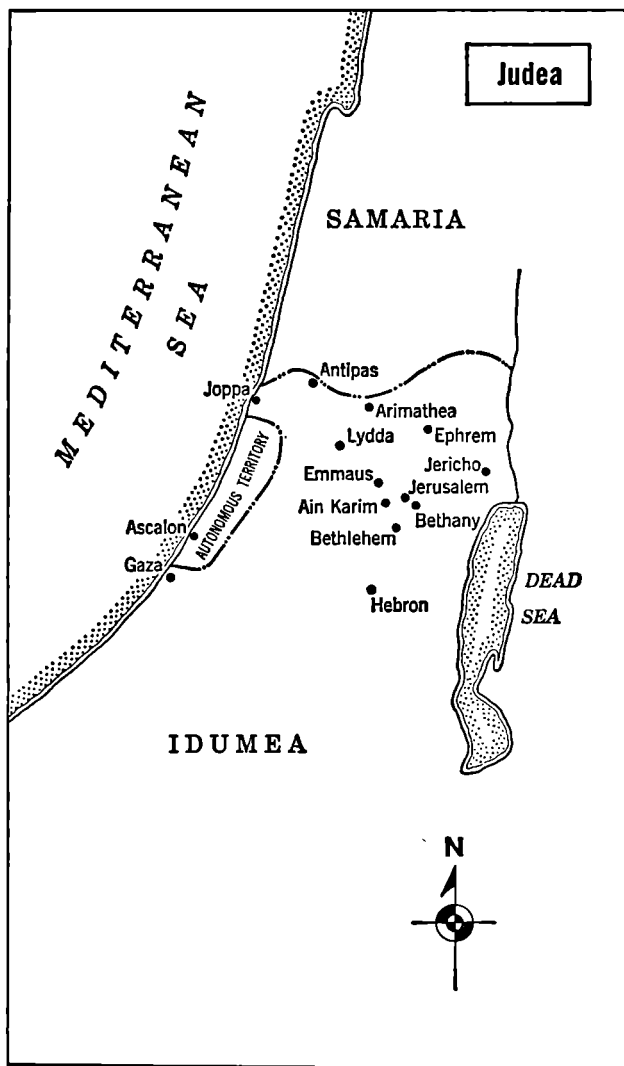 Judea
MEDITERRANEAN
SEA
SAMARIA
Antipas
Joppa
Arimathea
Lydda
Ephrem
AUTONOMOUS TERRITORY
Emmaus
Jericho
Jerusalem
Ain Karim
Bethany
Ascalon
Bethlehem
Gaza
DEAD
SEA
Hebron
IDUMEA
N